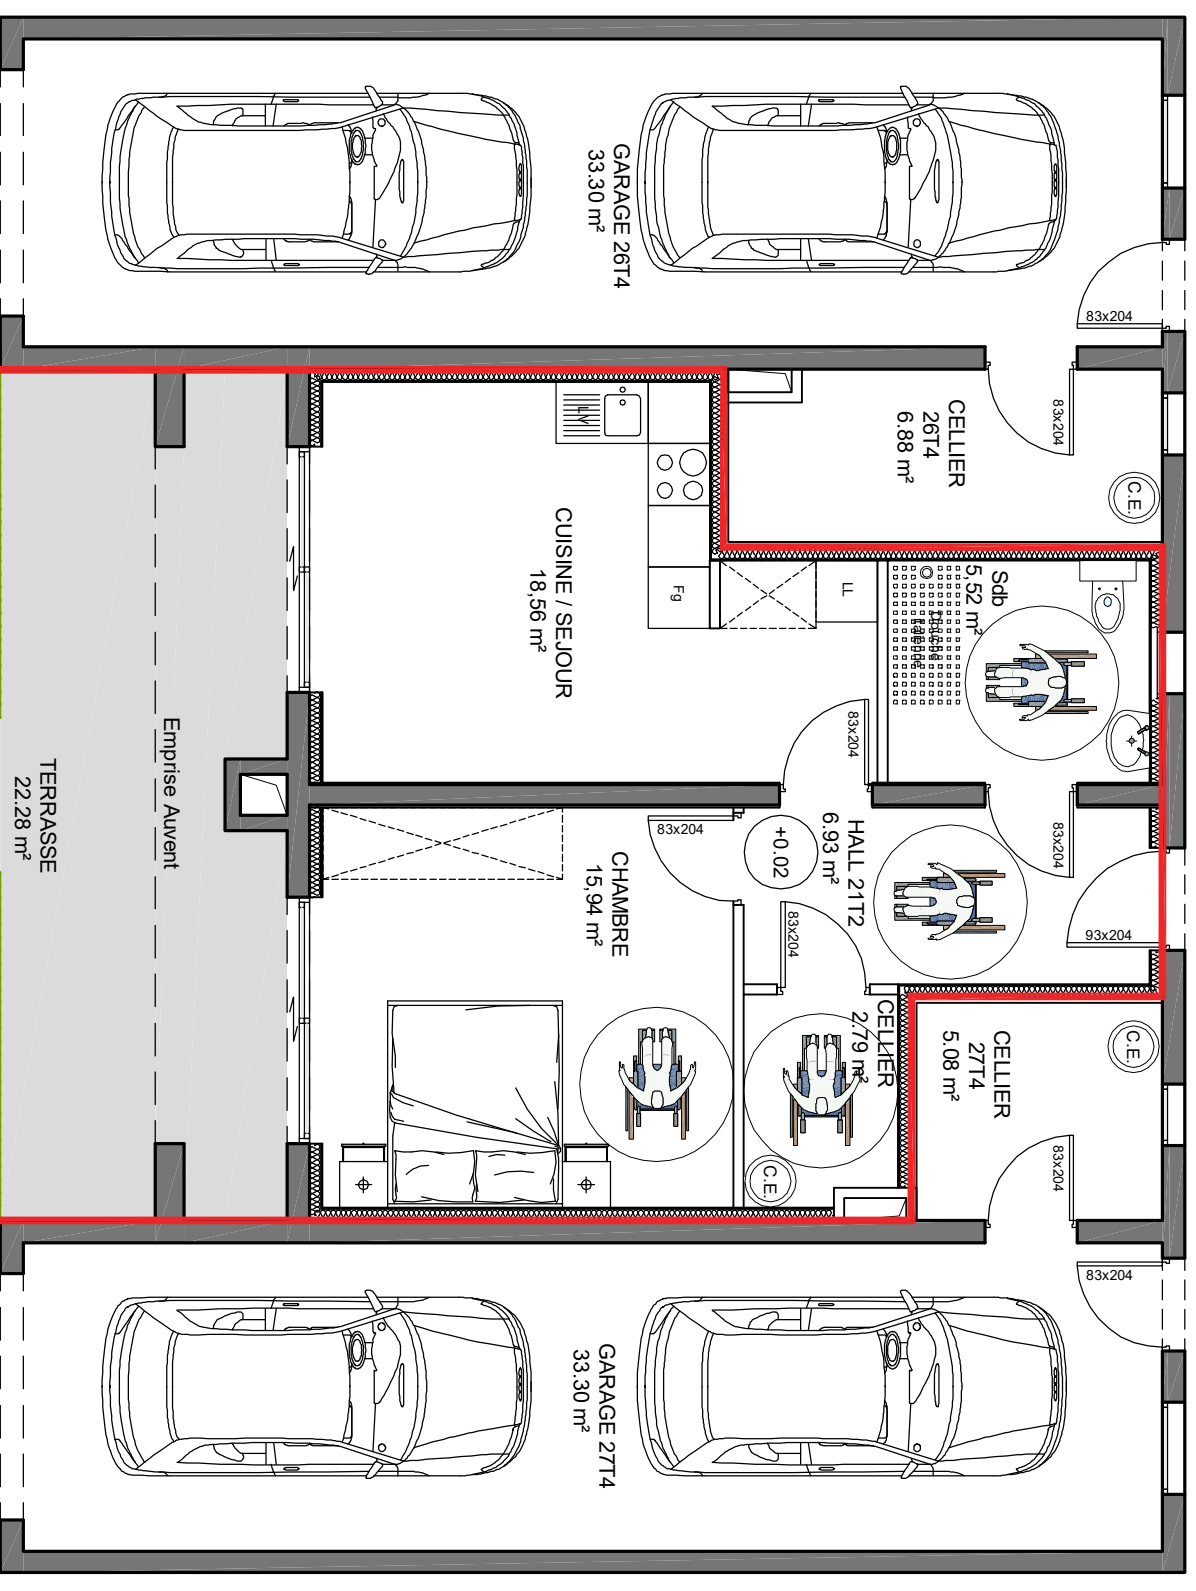 GARAGE 26T4
33.30 m²
83x204
83x204
CELLIER
26T4
6.88 m²
C.E.
LV
CUISINE / SEJOUR
18,56 m²
Fg
LL
Sdb
5,52 m²
Douche
italienne
83x204
83x204
93x204
HALL 21T2
6.93 m²
+0.02
83x204
83x204
CHAMBRE
15,94 m²
CELLIER
2.79 m²
C.E.
CELLIER
27T4
5.08 m²
C.E.
83x204
83x204
Emprise Auvent
TERRASSE
22.28 m²
GARAGE 27T4
33.30 m²